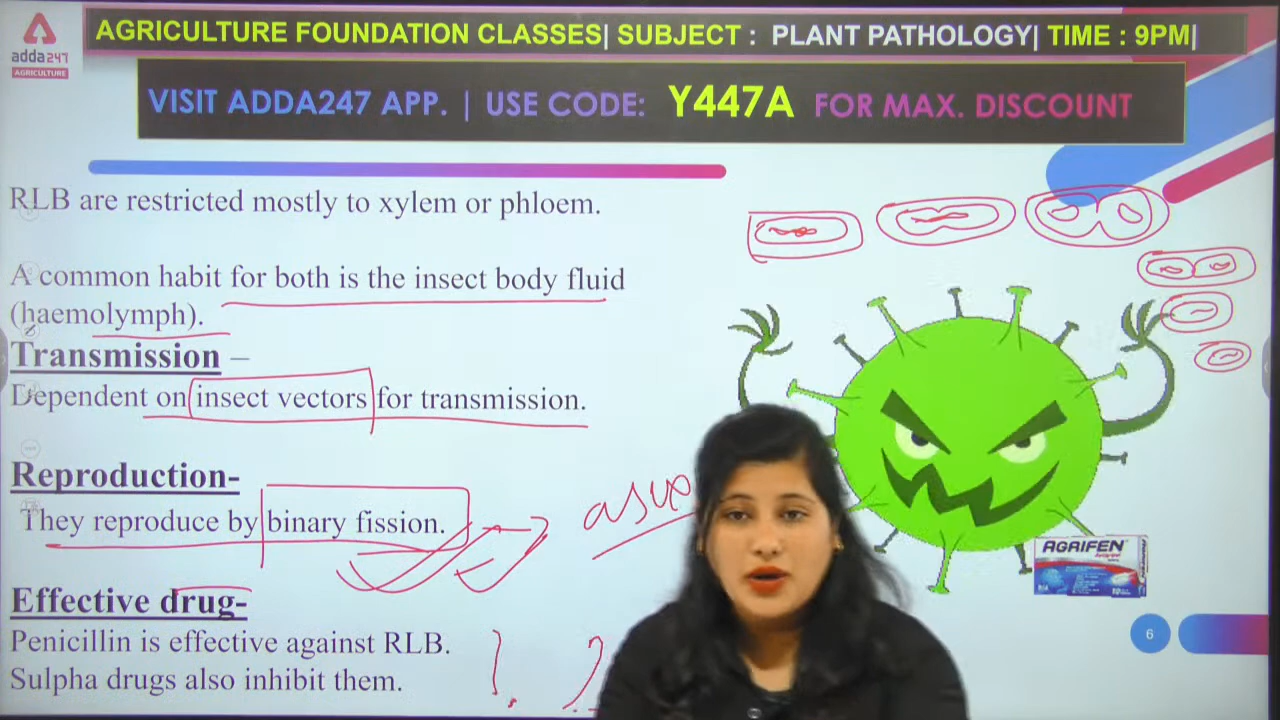 AGRICULTURE FOUNDATION CLASSES| SUBJECT : PLANT PATHOLOGY| TIME : 9PM|
adda247
AGRICULTURE
VISIT ADDA247 APP. | USE CODE: Y447A FOR MAX. DISCOUNT
RLB are restricted mostly to xylem or phloem.
A common habit for both is the insect body fluid
(haemolymph).
Transmission –
Dependent on insect vectors for transmission.
Reproduction-
They reproduce by binary fission.
asex
Effective drug-
Penicillin is effective against RLB.
Sulpha drugs also inhibit them.
AGRIFEN
6